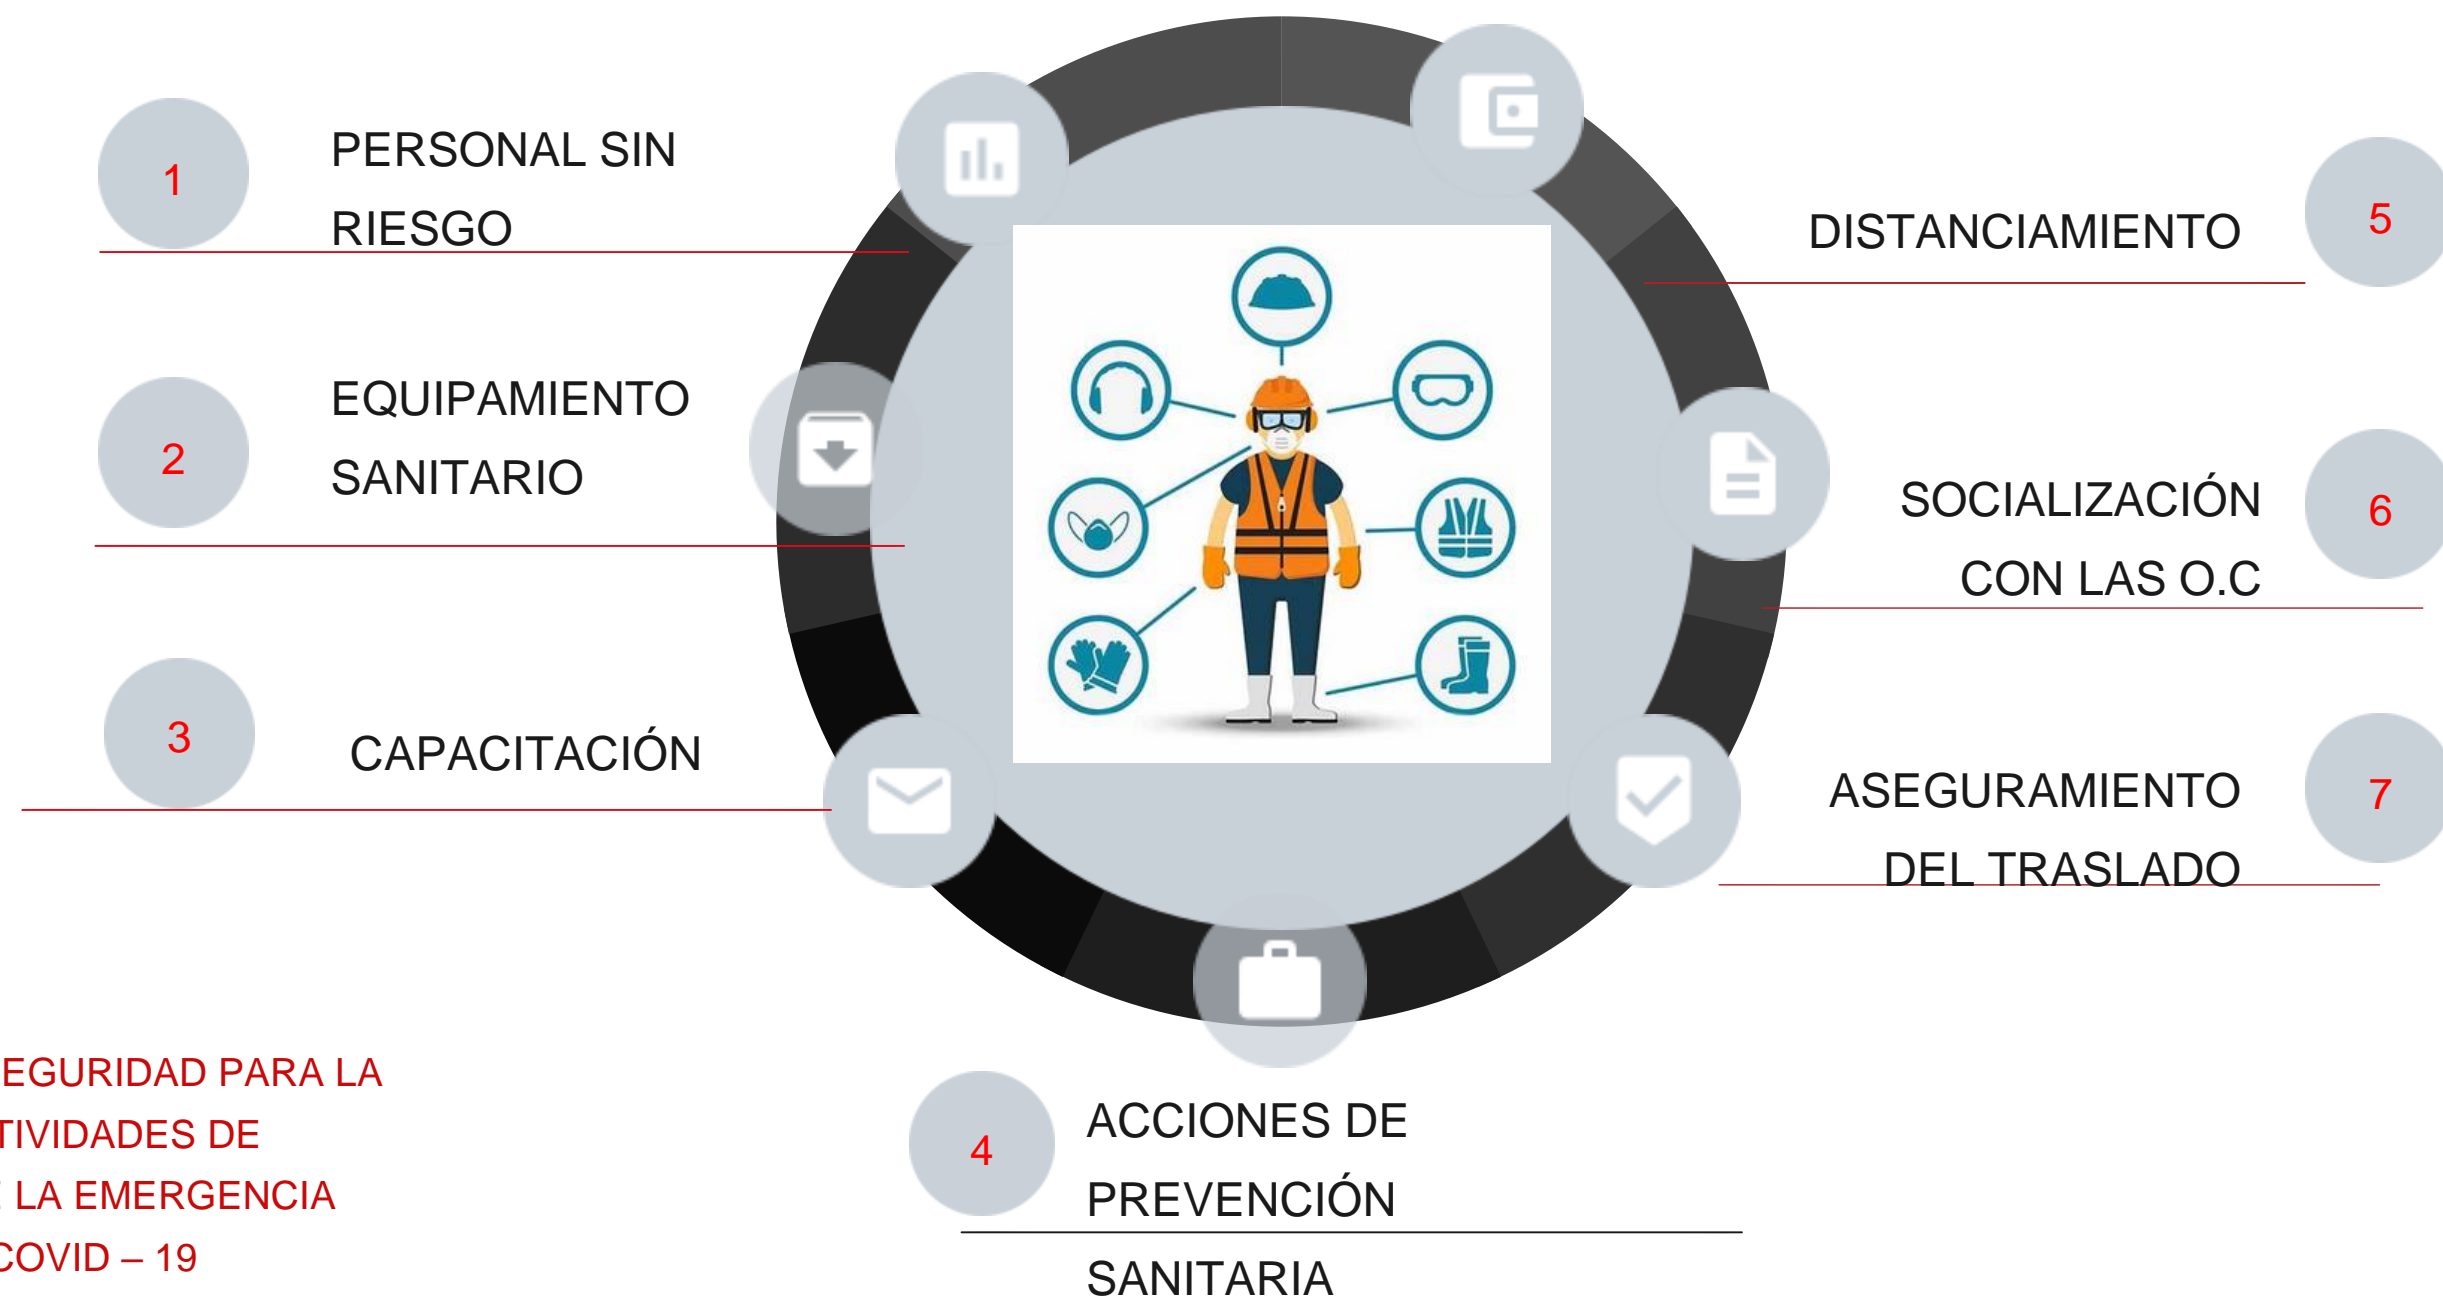 1
PERSONAL SIN
RIESGO
2
EQUIPAMIENTO
SANITARIO
3
CAPACITACIÓN
4
ACCIONES DE
PREVENCIÓN
SANITARIA
5
DISTANCIAMIENTO
6
SOCIALIZACIÓN
CON LAS O.C
7
ASEGURAMIENTO
DEL TRASLADO
EGURIDAD PARA LA
TIVIDADES DE
LA EMERGENCIA
COVID – 19